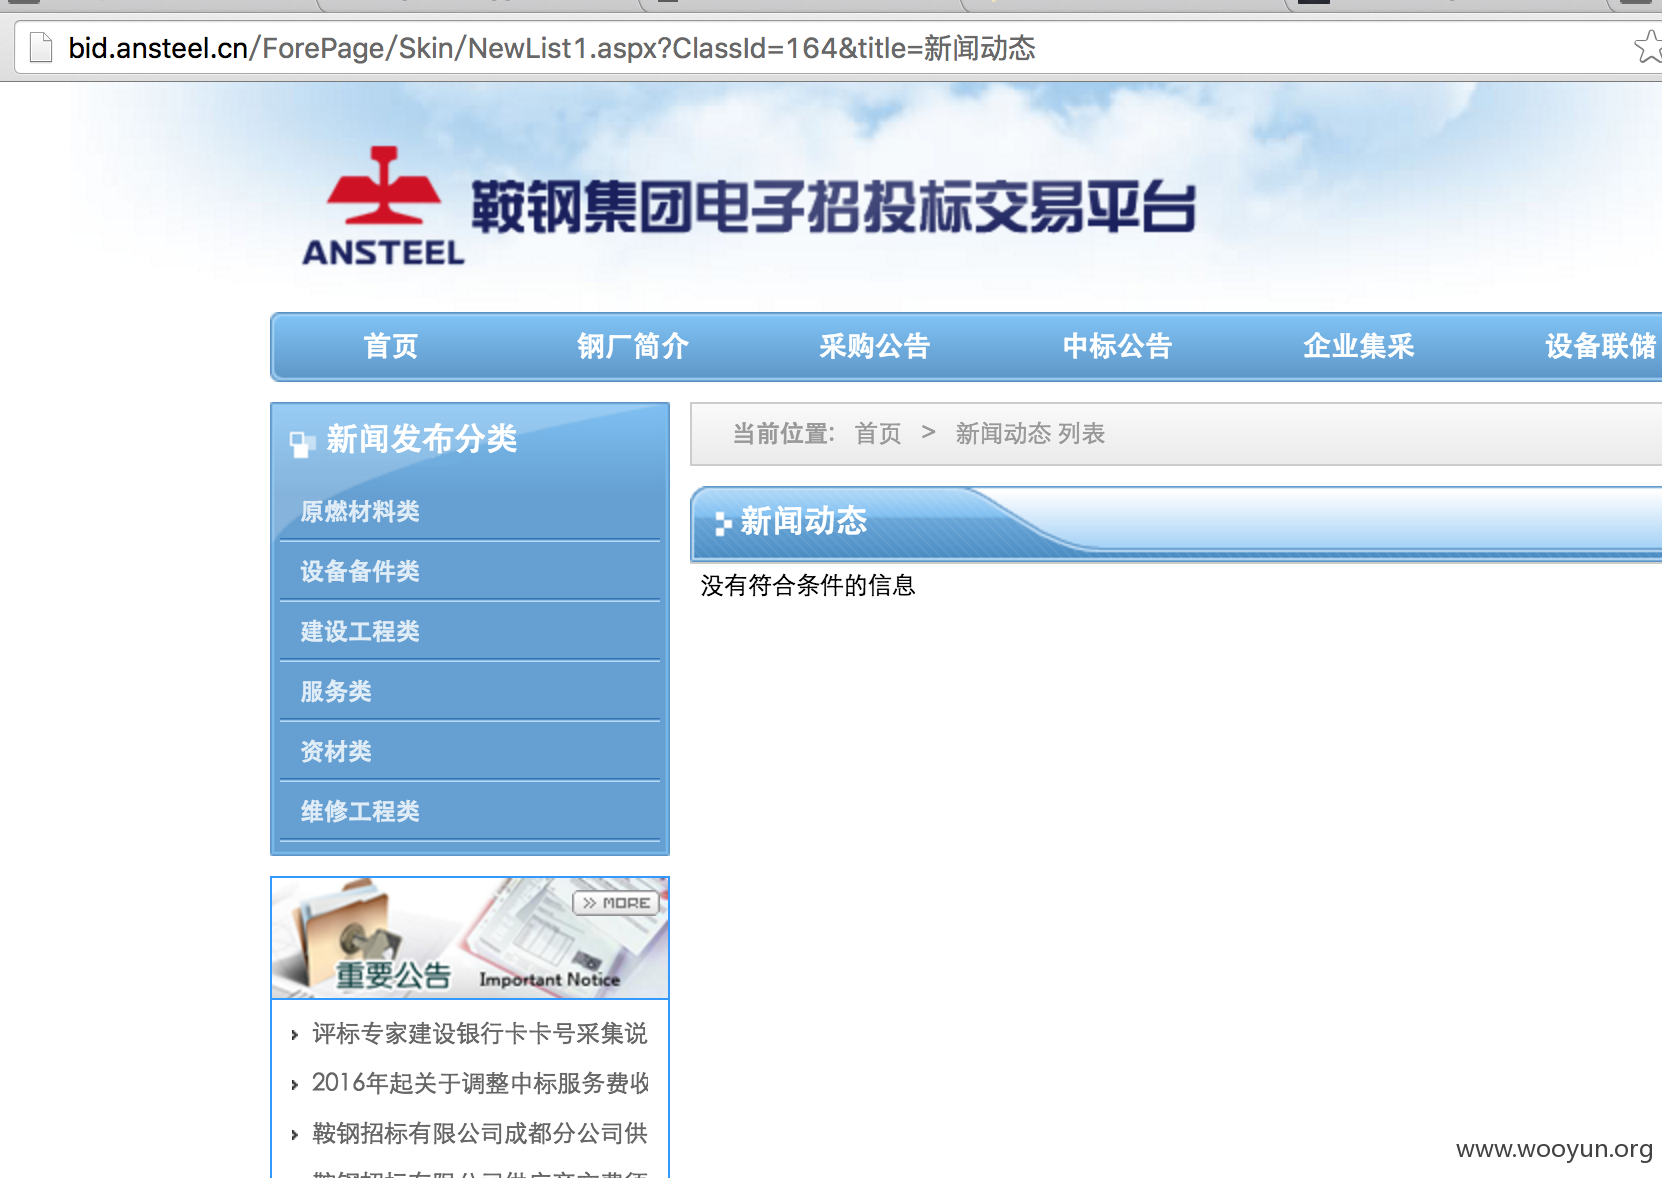 bid.ansteel.cn/ForePage/Skin/NewList1.aspx?ClassId=164&title=新闻动态
ANSTEEL
鞍钢集团电子招投标交易平台
首页 钢厂简介 采购公告 中标公告 企业集采 设备联储
新闻发布分类
原燃材料类
设备备件类
建设工程类
服务类
资材类
维修工程类
当前位置: 首页 > 新闻动态 列表
新闻动态
没有符合条件的信息
MORE
重要公告 Important Notice
评标专家建设银行卡卡号采集说
2016年起关于调整中标服务费收
鞍钢招标有限公司成都分公司供
www.wooyun.org